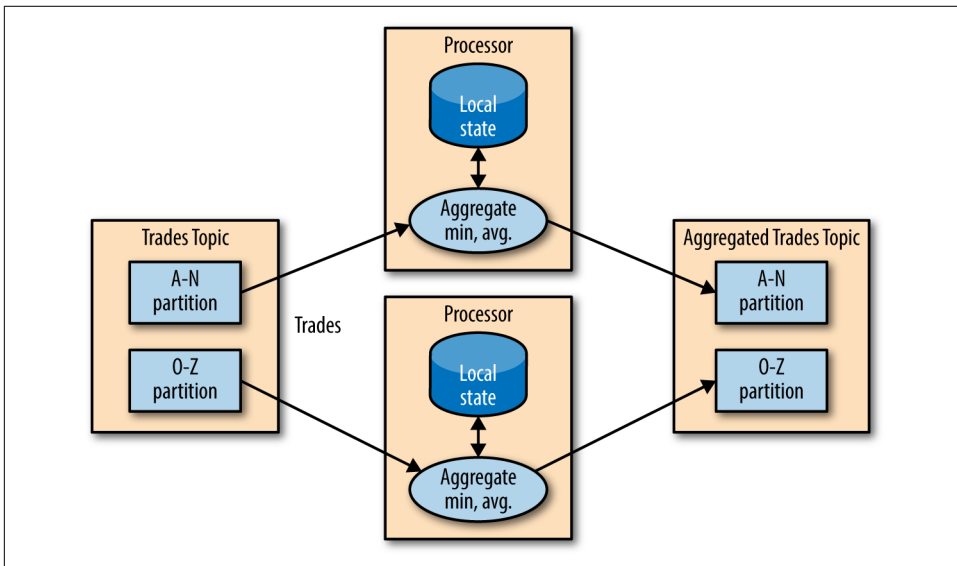 Processor
Local
state
Aggregate
min, avg.
Trades Topic
A-N
partition
O-Z
partition
Trades
Processor
Local
state
Aggregate
min, avg.
Aggregated Trades Topic
A-N
partition
O-Z
partition